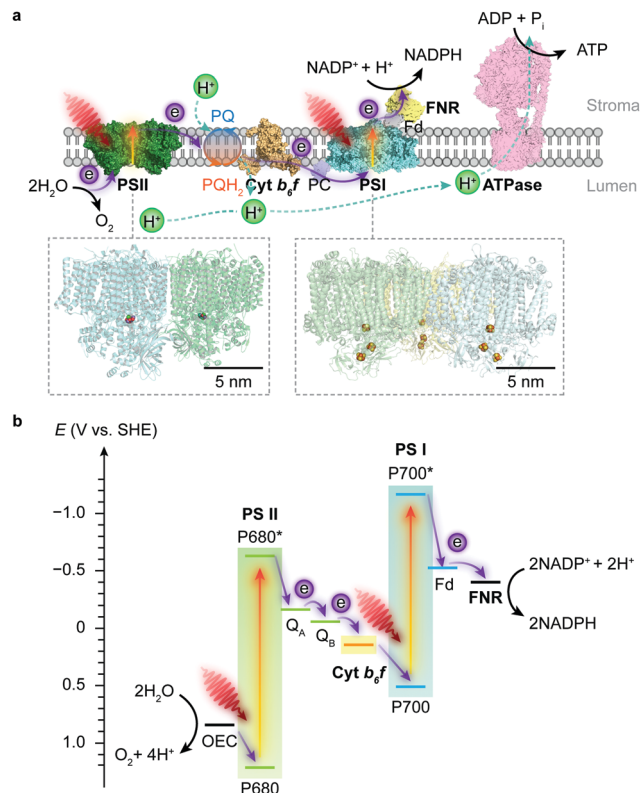 a
ADP + Pi
ATP
NADP+ + H+
NADPH
H+
e
PQ
e
FNR
Stroma
e
Fd
e
2H2O
PSII
PQH2
Cyt b6f
PC
PSI
H+
ATPase
Lumen
O2
H+
H+
5 nm
5 nm
b
E (V vs. SHE)
PS I
P700*
−1.0
PS II
P680*
e
−0.5
Fd
FNR
2NADP+ + 2H+
2NADPH
e
e
QA
QB
0
Cyt b6f
0.5
P700
2H2O
OEC
O2 + 4H+
1.0
P680